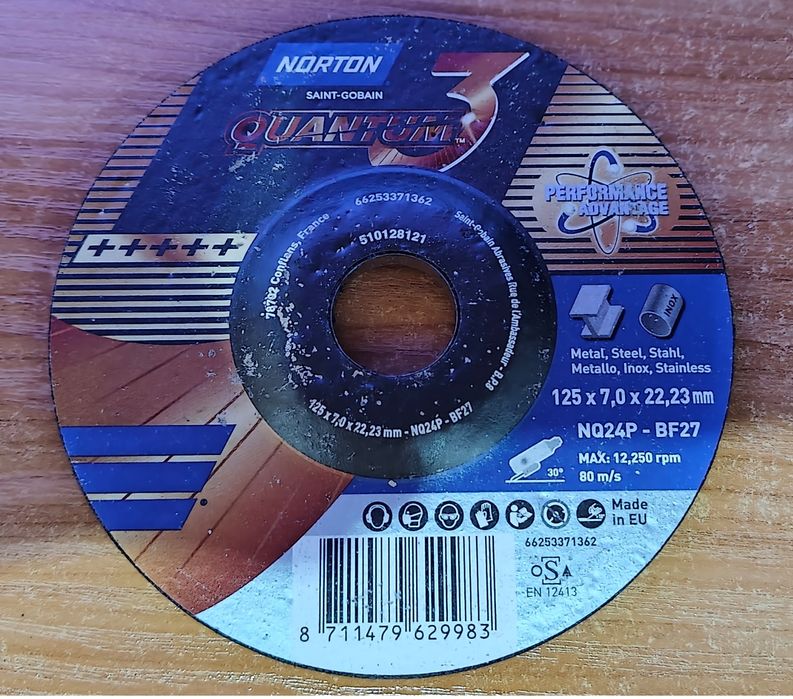 NORTON
SAINT-GOBAIN
QUANTUM3™
PERFORMANCE
ADVANTAGE
+++++
66253371362
510128121
78702 Conflans, France
Saint-Gobain Abrasives Rue de l'Ambassadeur B.P.8
125 x 7,0 x 22,23 mm - NQ24P - BF27
INOX
Metal, Steel, Stahl,
Metallo, Inox, Stainless
125 x 7,0 x 22,23 mm
NQ24P - BF27
MAX: 12,250 rpm
80 m/s
30°
Made
in EU
66253371362
oSA
EN 12413
8 711479 629983